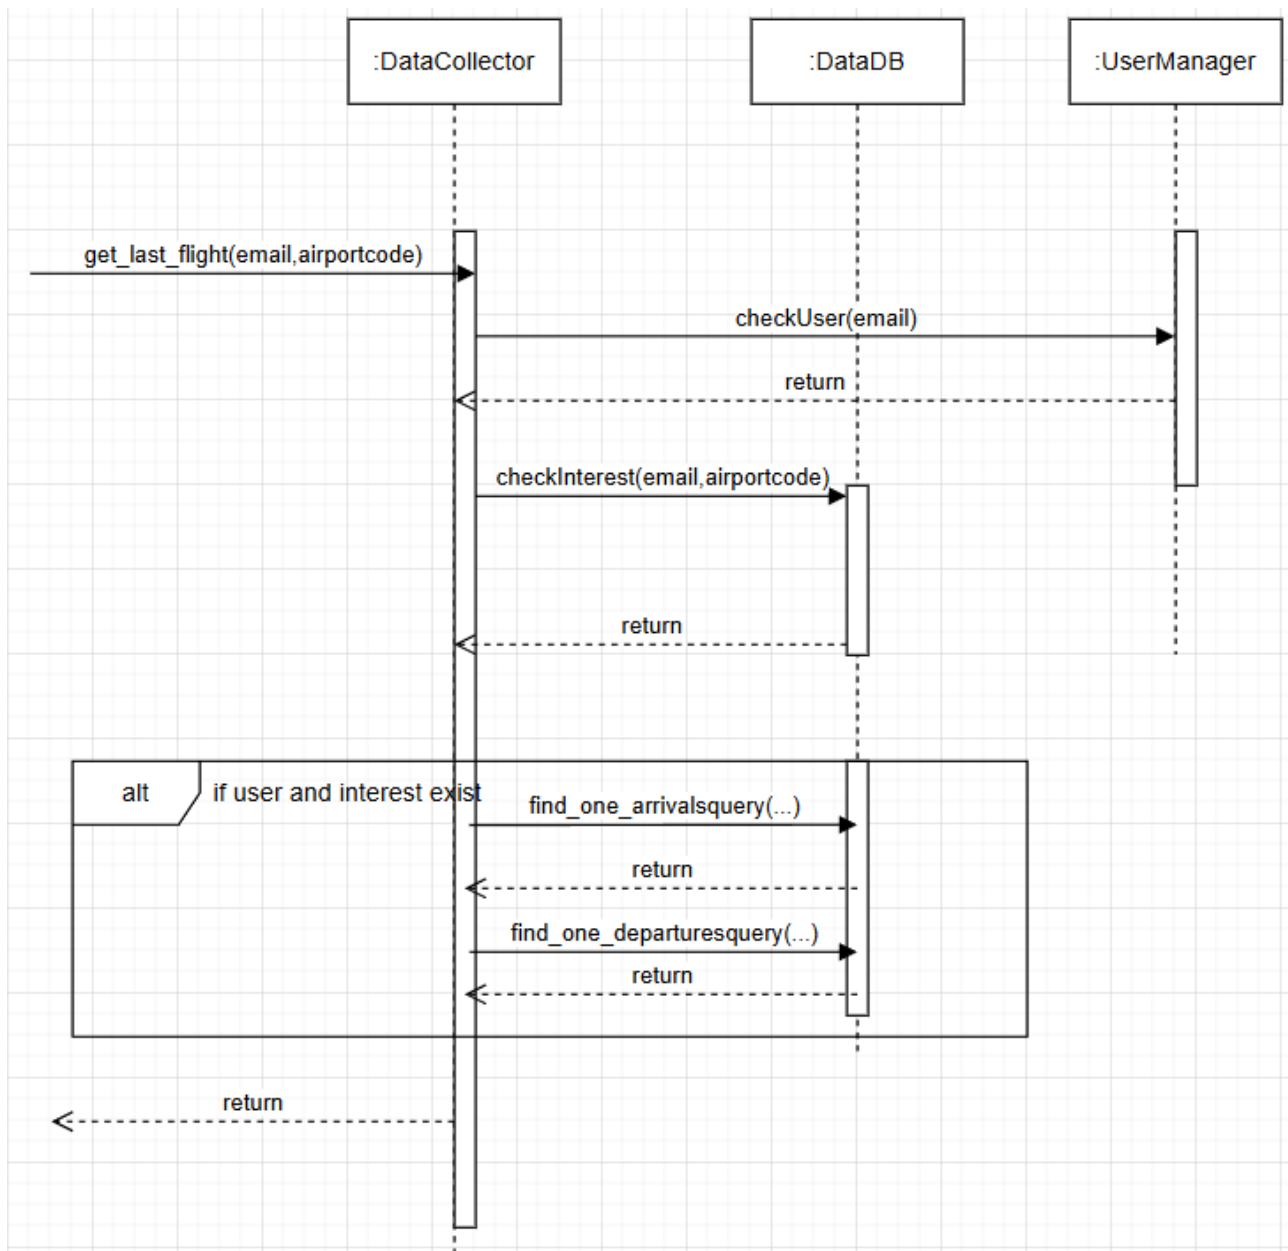 :DataCollector
:DataDB
:UserManager
get_last_flight(email,airportcode)
checkUser(email)
return
checkInterest(email,airportcode)
return
alt
if user and interest exist
find_one_arrivalsquery(...)
return
find_one_departuresquery(...)
return
return